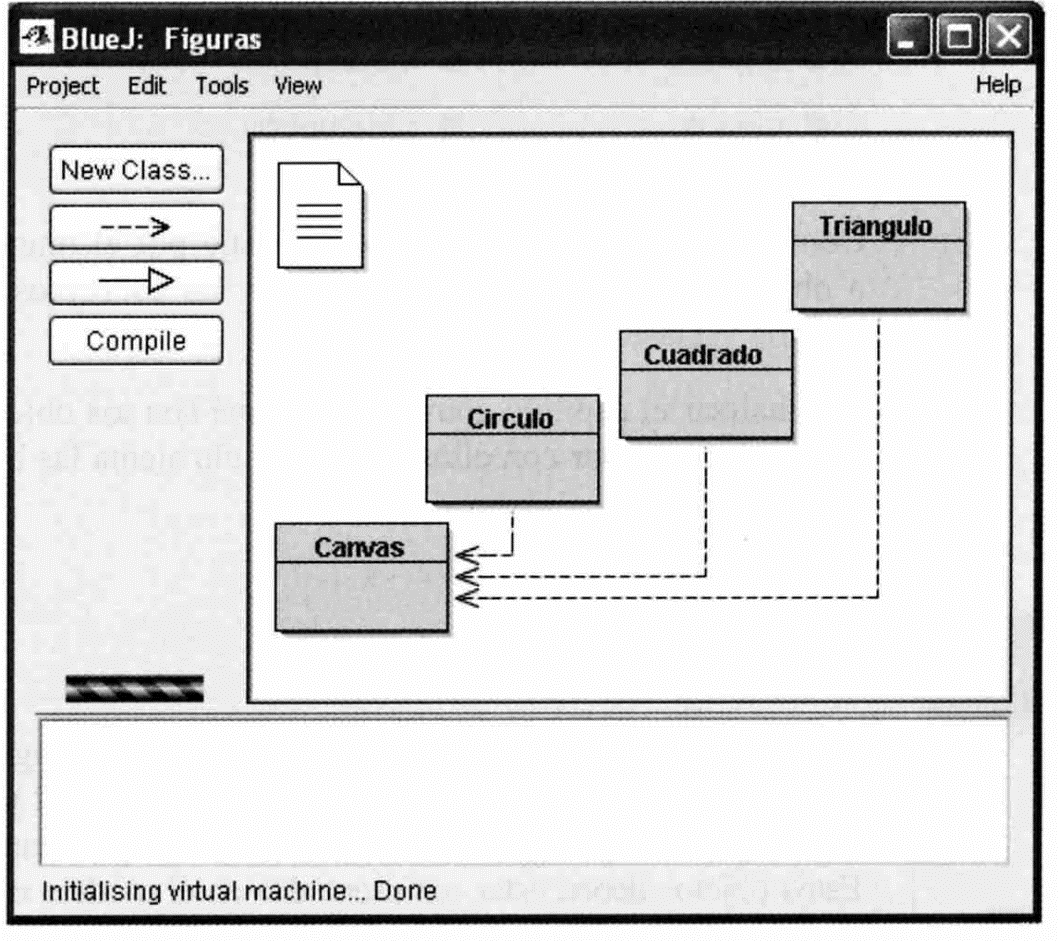 BlueJ: Figuras
Project Edit Tools View Help
New Class...
Compile
Triangulo
Cuadrado
Circulo
Canvas
Initialising virtual machine... Done